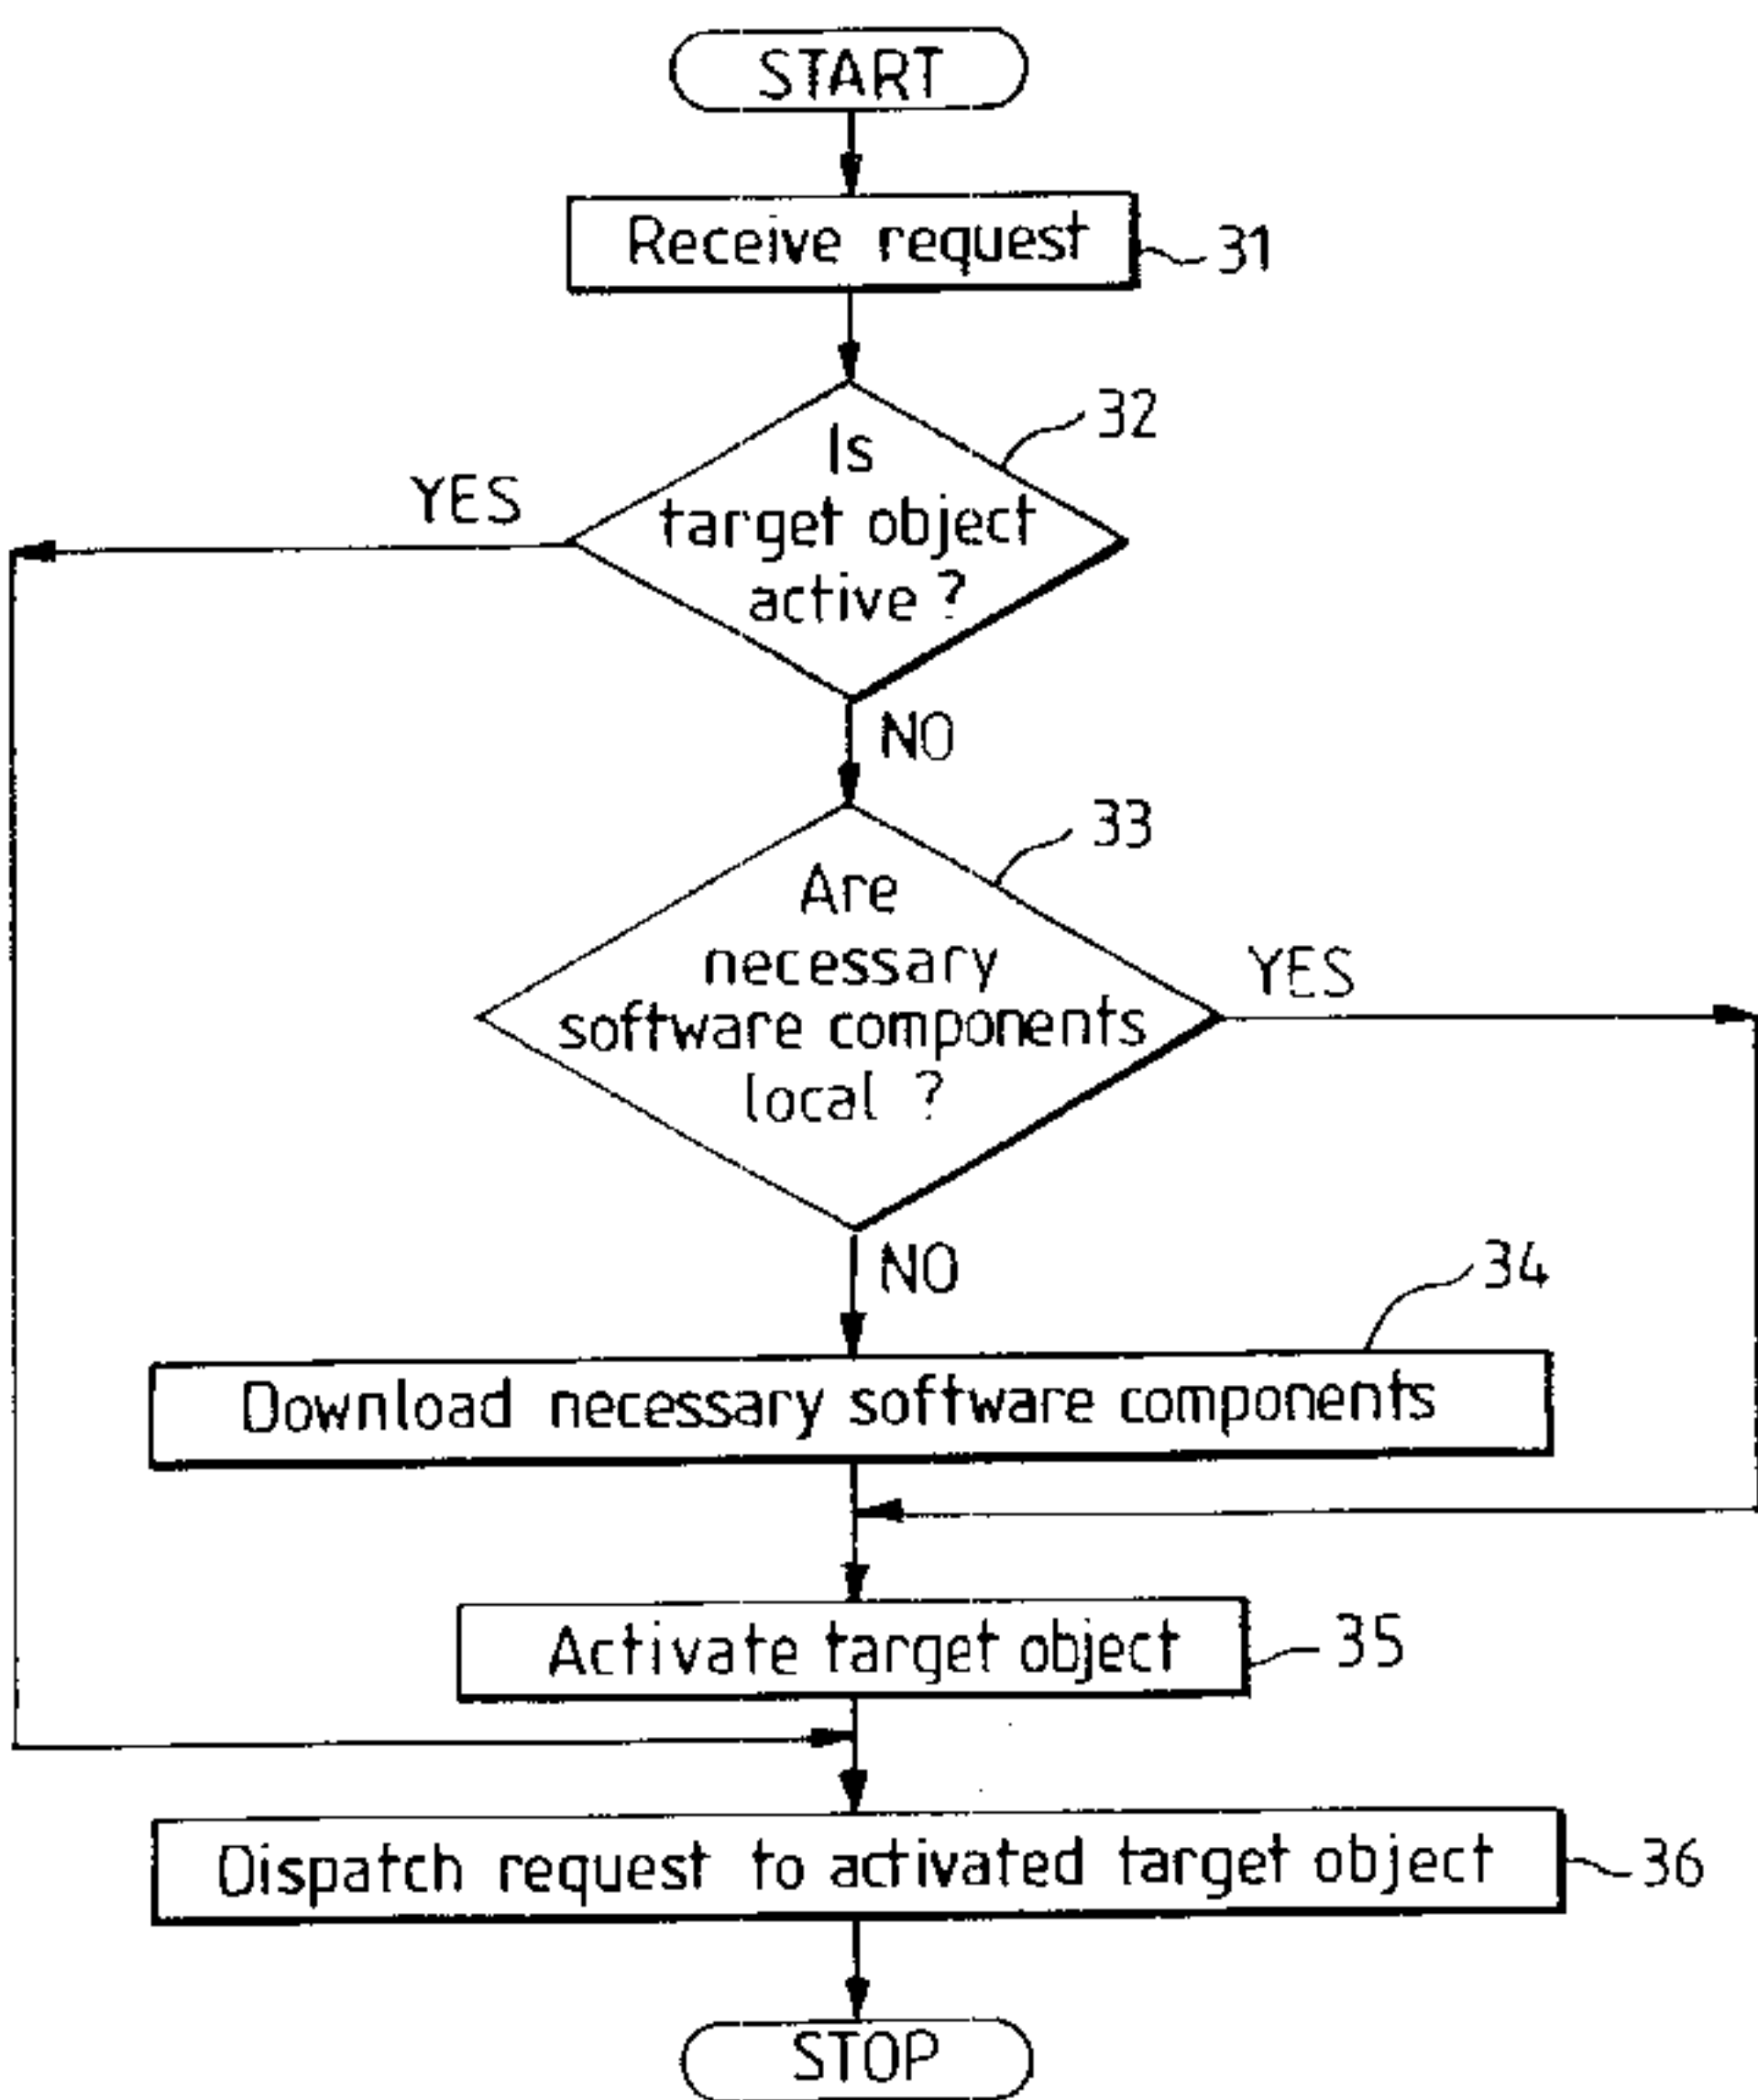 START
Receive request
31
32
Is
target object
active ?
YES
NO
33
Are
necessary
software components
local ?
YES
NO
34
Download necessary software components
Activate target object
35
Dispatch request to activated target object
36
STOP